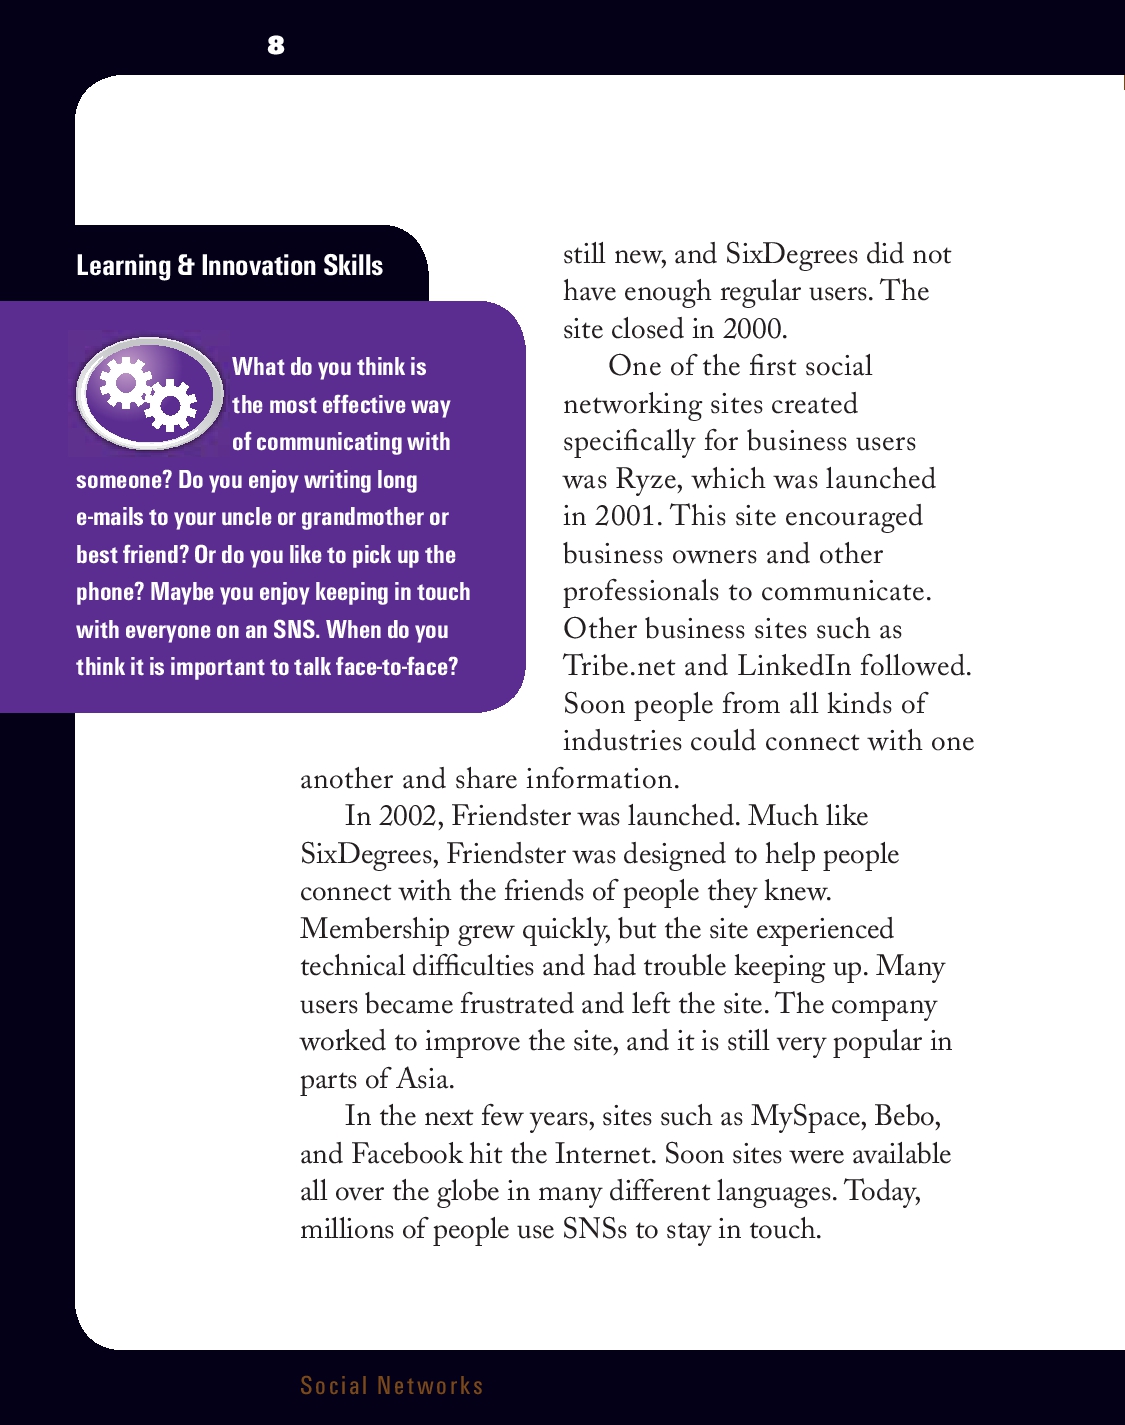 8
Learning & Innovation Skills
What do you think is
the most effective way
of communicating with
someone? Do you enjoy writing long
e-mails to your uncle or grandmother or
best friend? Or do you like to pick up the
phone? Maybe you enjoy keeping in touch
with everyone on an SNS. When do you
think it is important to talk face-to-face?
still new, and SixDegrees did not
have enough regular users. The
site closed in 2000.
One of the first social
networking sites created
specifically for business users
was Ryze, which was launched
in 2001. This site encouraged
business owners and other
professionals to communicate.
Other business sites such as
Tribe.net and LinkedIn followed.
Soon people from all kinds of
industries could connect with one
another and share information.
In 2002, Friendster was launched. Much like
SixDegrees, Friendster was designed to help people
connect with the friends of people they knew.
Membership grew quickly, but the site experienced
technical difficulties and had trouble keeping up. Many
users became frustrated and left the site. The company
worked to improve the site, and it is still very popular in
parts of Asia.
In the next few years, sites such as MySpace, Bebo,
and Facebook hit the Internet. Soon sites were available
all over the globe in many different languages. Today,
millions of people use SNSs to stay in touch.
Social Networks